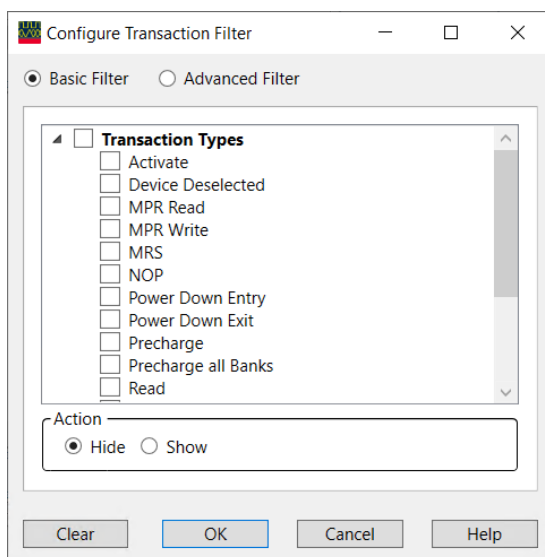 Configure Transaction Filter
Basic Filter Advanced Filter
Transaction Types
Activate
Device Deselected
MPR Read
MPR Write
MRS
NOP
Power Down Entry
Power Down Exit
Precharge
Precharge all Banks
Read
Action
Hide Show
Clear OK Cancel Help